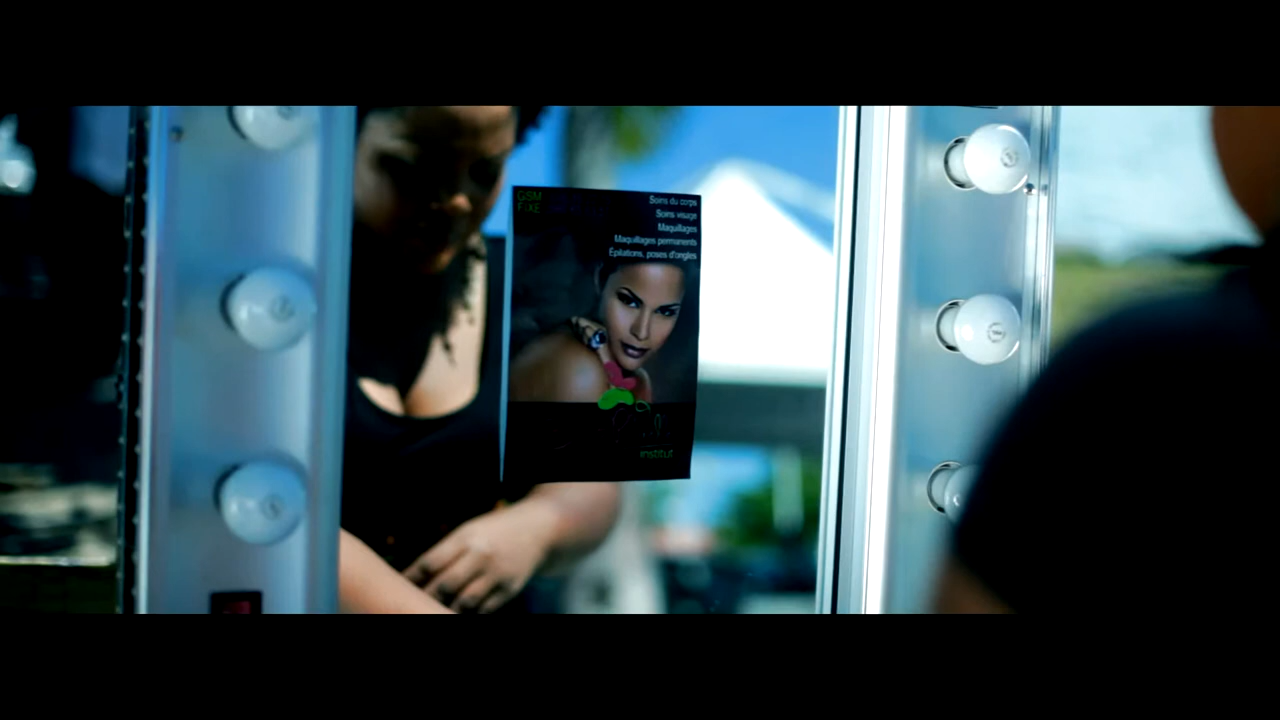 GSM
FIXE
Soins du corps
Soins visage
Maquillages
Maquillages permanents
Épilations, poses d'ongles
institut